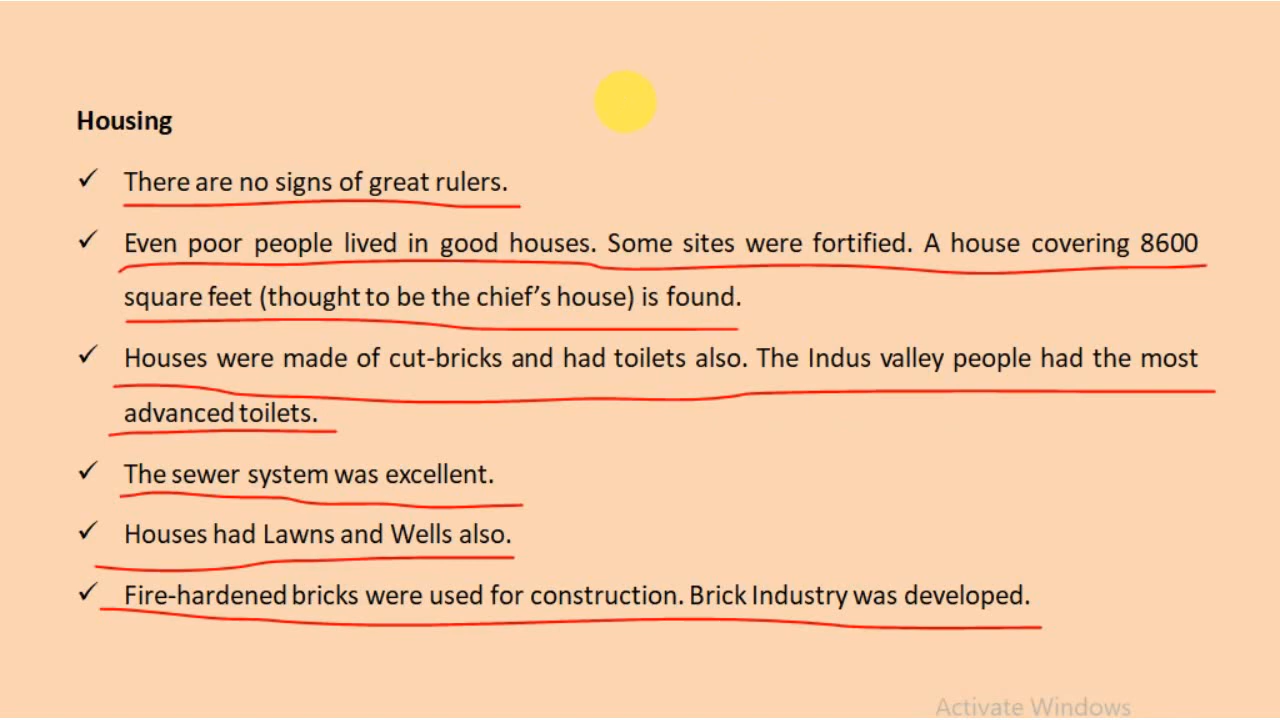 Housing
✓ There are no signs of great rulers.
✓ Even poor people lived in good houses. Some sites were fortified. A house covering 8600
square feet (thought to be the chief’s house) is found.
✓ Houses were made of cut-bricks and had toilets also. The Indus valley people had the most
advanced toilets.
✓ The sewer system was excellent.
✓ Houses had Lawns and Wells also.
✓ Fire-hardened bricks were used for construction. Brick Industry was developed.
Activate Windows